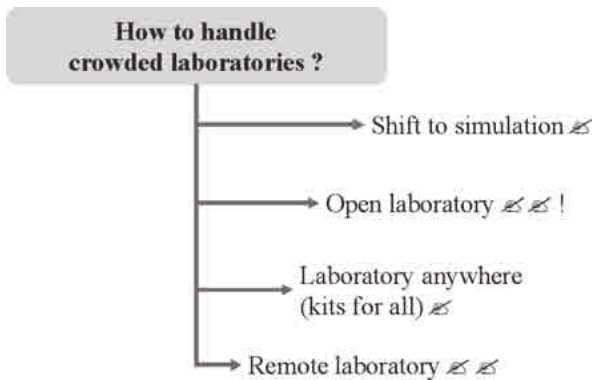 How to handle
crowded laboratories ?
Shift to simulation
Open laboratory !
Laboratory anywhere
(kits for all)
Remote laboratory